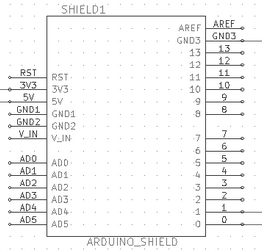 SHIELD1
AREF AREF
GND3 GND3
13 13
12 12
RST RST 11 11
3V3 3V3 10 10
5V 5V 9 9
GND1 GND1 8 8
GND2 GND2
V_IN V_IN 7 7
6 6
AD0 AD0 5 5
AD1 AD1 4 4
AD2 AD2 3 3
AD3 AD3 2 2
AD4 AD4 1 1
AD5 AD5 0 0
ARDUINO_SHIELD